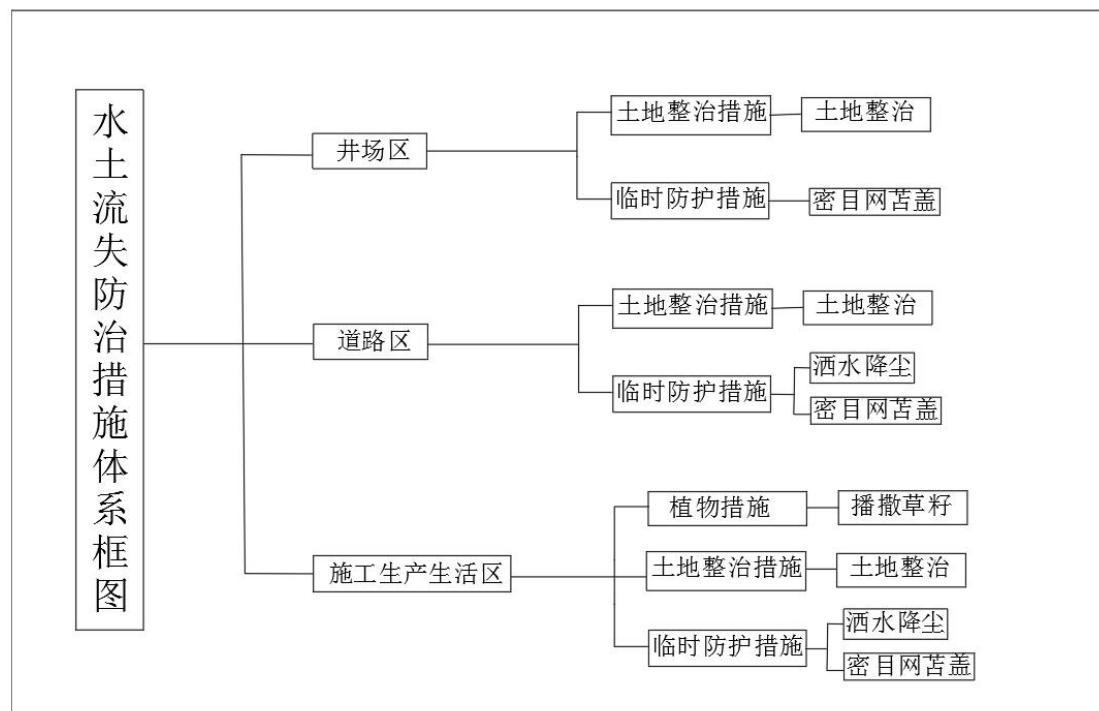 水土流失防治措施体系框图
井场区
土地整治措施
土地整治
临时防护措施
密目网苫盖
道路区
土地整治措施
土地整治
临时防护措施
洒水降尘
密目网苫盖
施工生产生活区
植物措施
播撒草籽
土地整治措施
土地整治
临时防护措施
洒水降尘
密目网苫盖